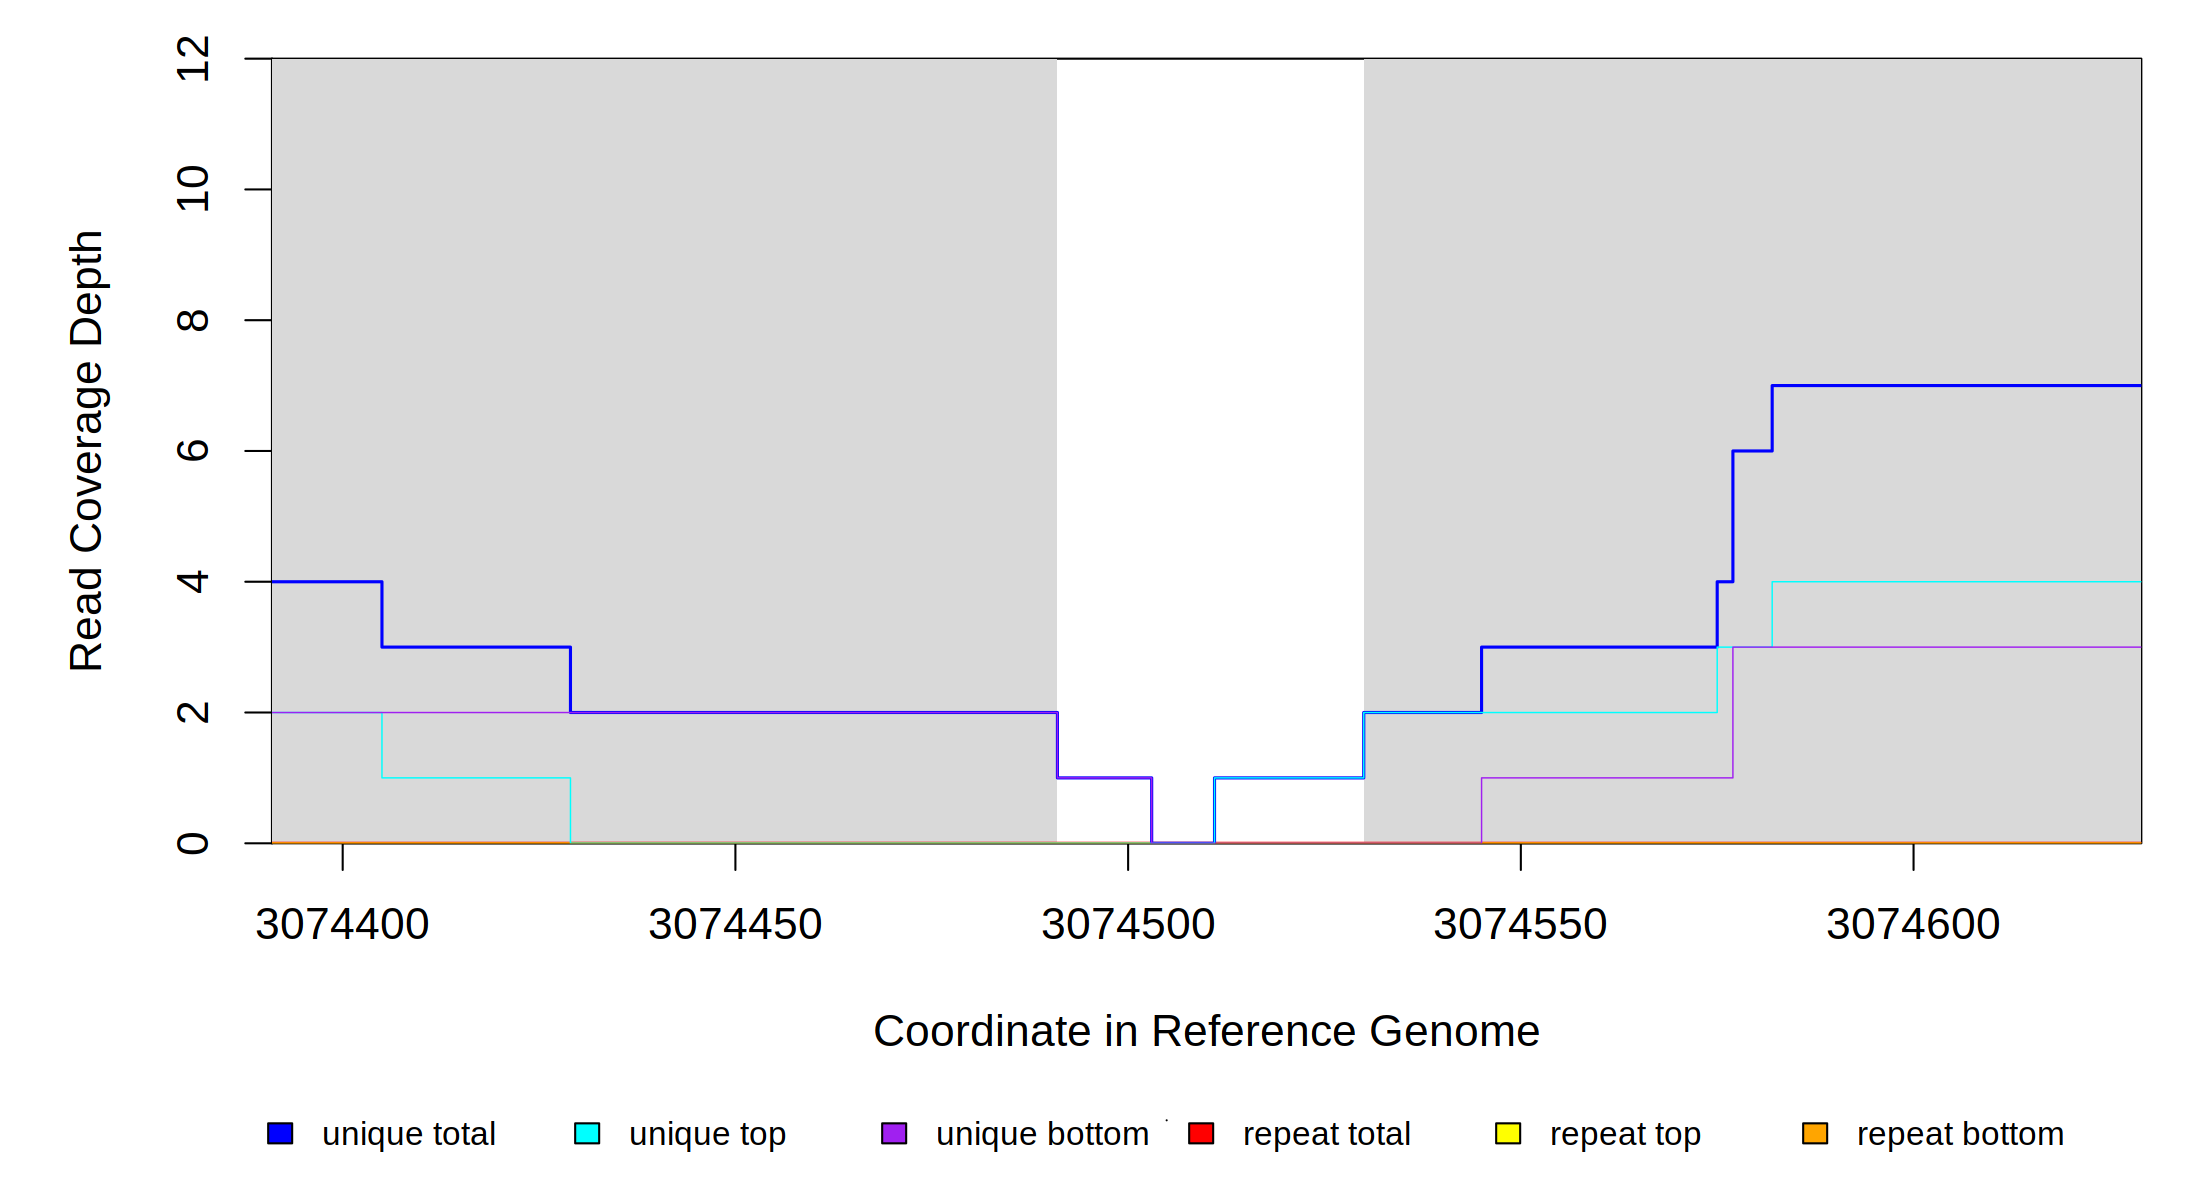 12
10
8
6
4
2
0
Read Coverage Depth
3074400 3074450 3074500 3074550 3074600
Coordinate in Reference Genome
unique total unique top unique bottom repeat total repeat top repeat bottom